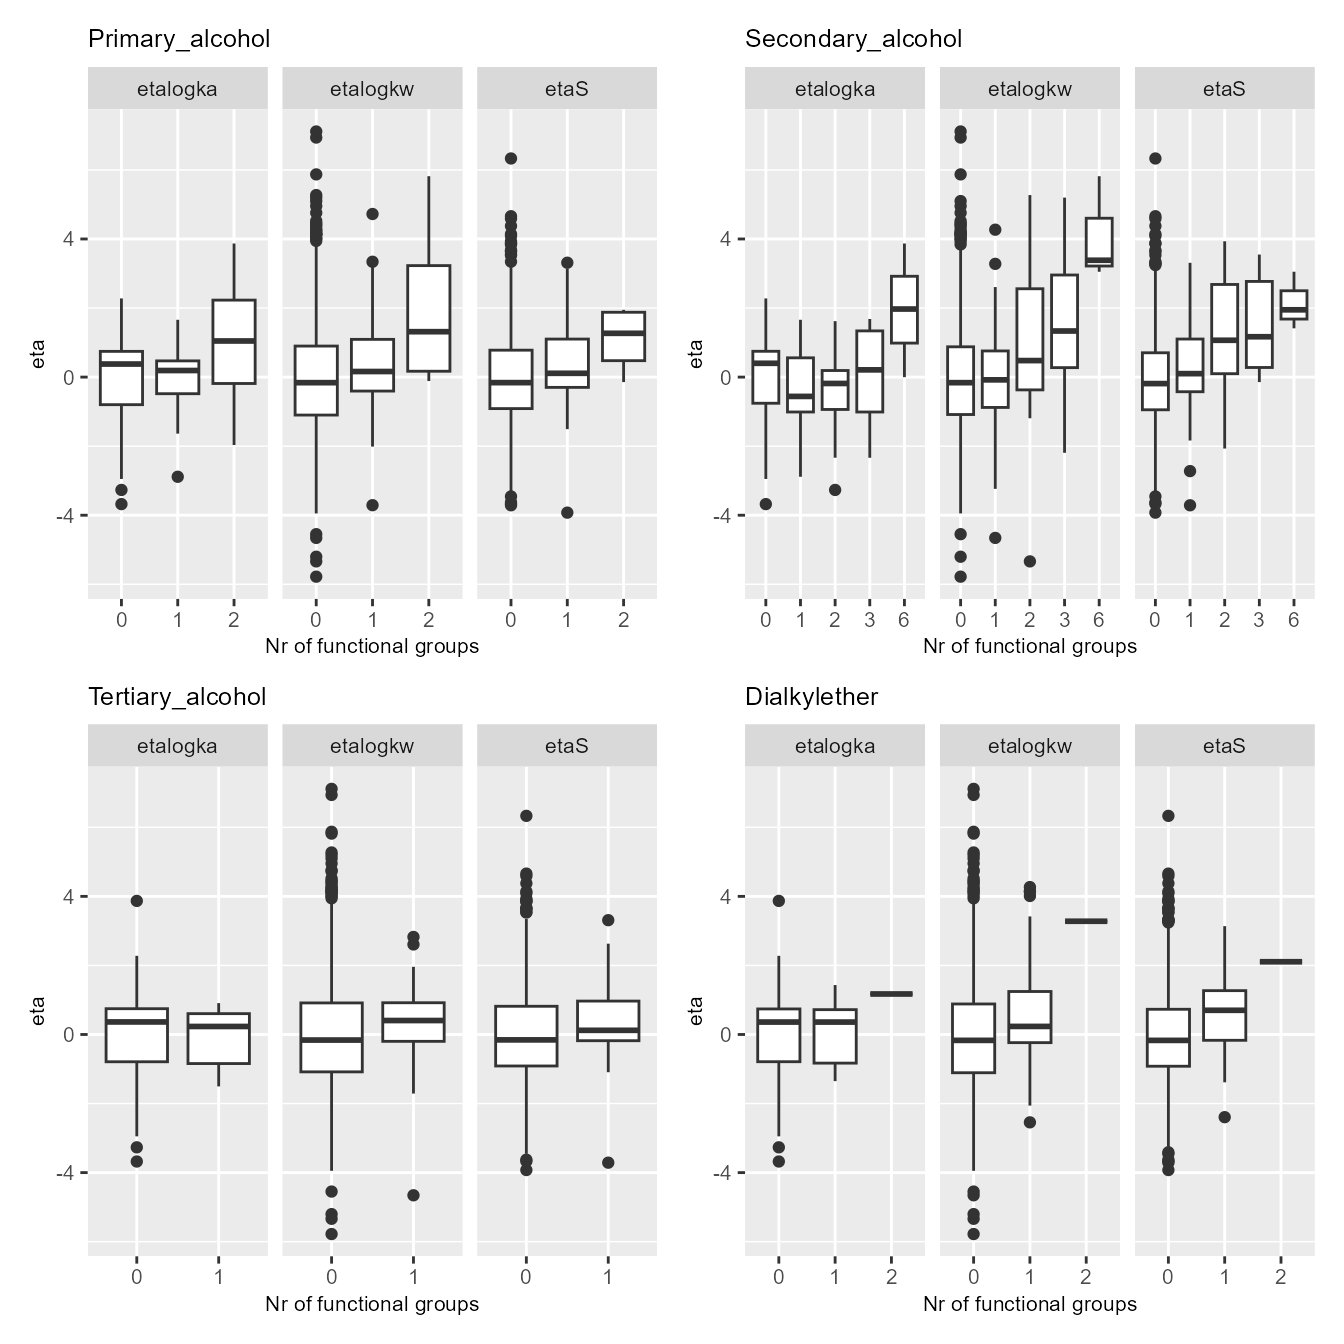 Primary_alcohol
etalogka etalogkw etaS
eta
4
0
-4
0 1 2 0 1 2 0 1 2
Nr of functional groups
Secondary_alcohol
etalogka etalogkw etaS
eta
4
0
-4
0 1 2 3 6 0 1 2 3 6 0 1 2 3 6
Nr of functional groups
Tertiary_alcohol
etalogka etalogkw etaS
eta
4
0
-4
0 1 0 1 0 1
Nr of functional groups
Dialkylether
etalogka etalogkw etaS
eta
4
0
-4
0 1 2 0 1 2 0 1 2
Nr of functional groups